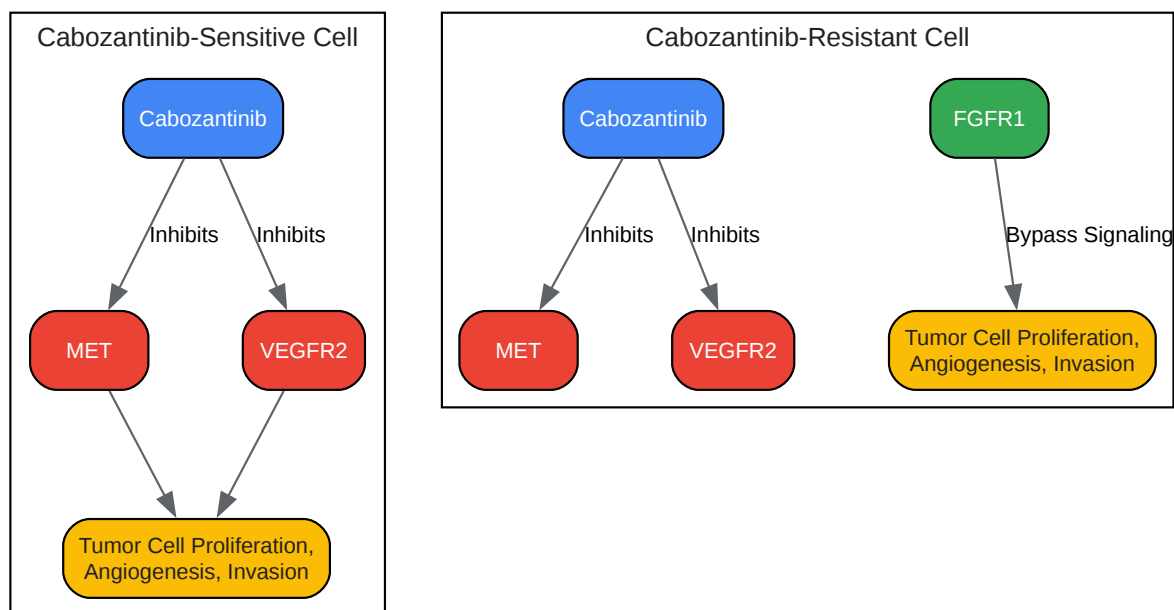 Cabozantinib-Sensitive Cell
Cabozantinib
Inhibits
Inhibits
MET
VEGFR2
Tumor Cell Proliferation,
Angiogenesis, Invasion
Cabozantinib-Resistant Cell
Cabozantinib
FGFR1
Inhibits
Inhibits
Bypass Signaling
MET
VEGFR2
Tumor Cell Proliferation,
Angiogenesis, Invasion